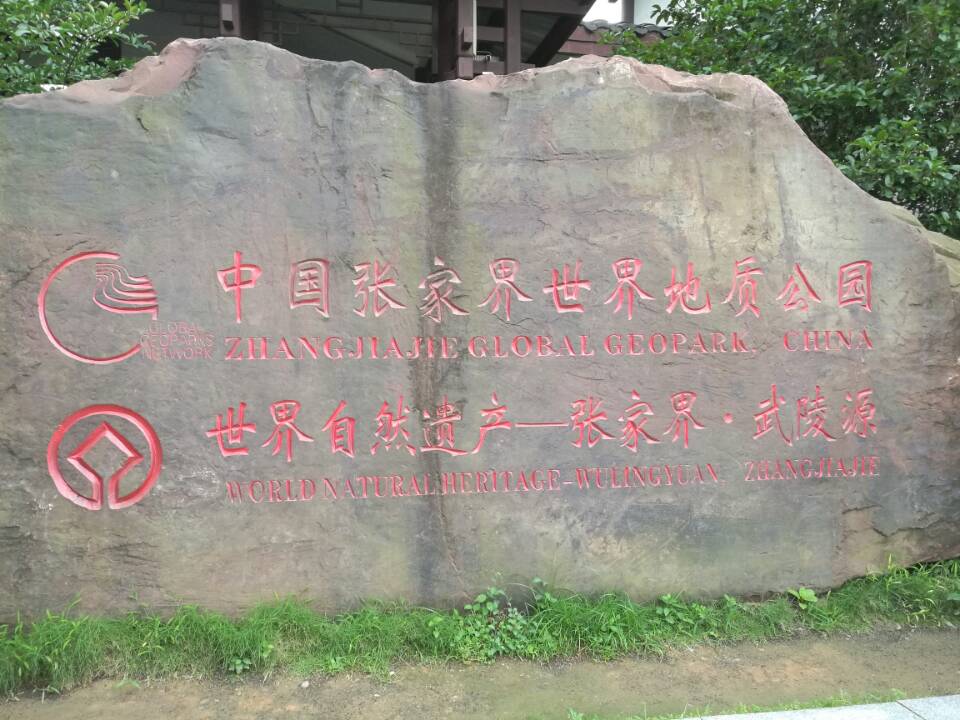 中国张家界世界地质公园
GLOBAL
GEOPARKS
NETWORK
ZHANGJIAJIE GLOBAL GEOPARK, CHINA
世界自然遗产—张家界·武陵源
WORLD NATURAL HERITAGE-WULINGYUAN, ZHANGJIAJIE